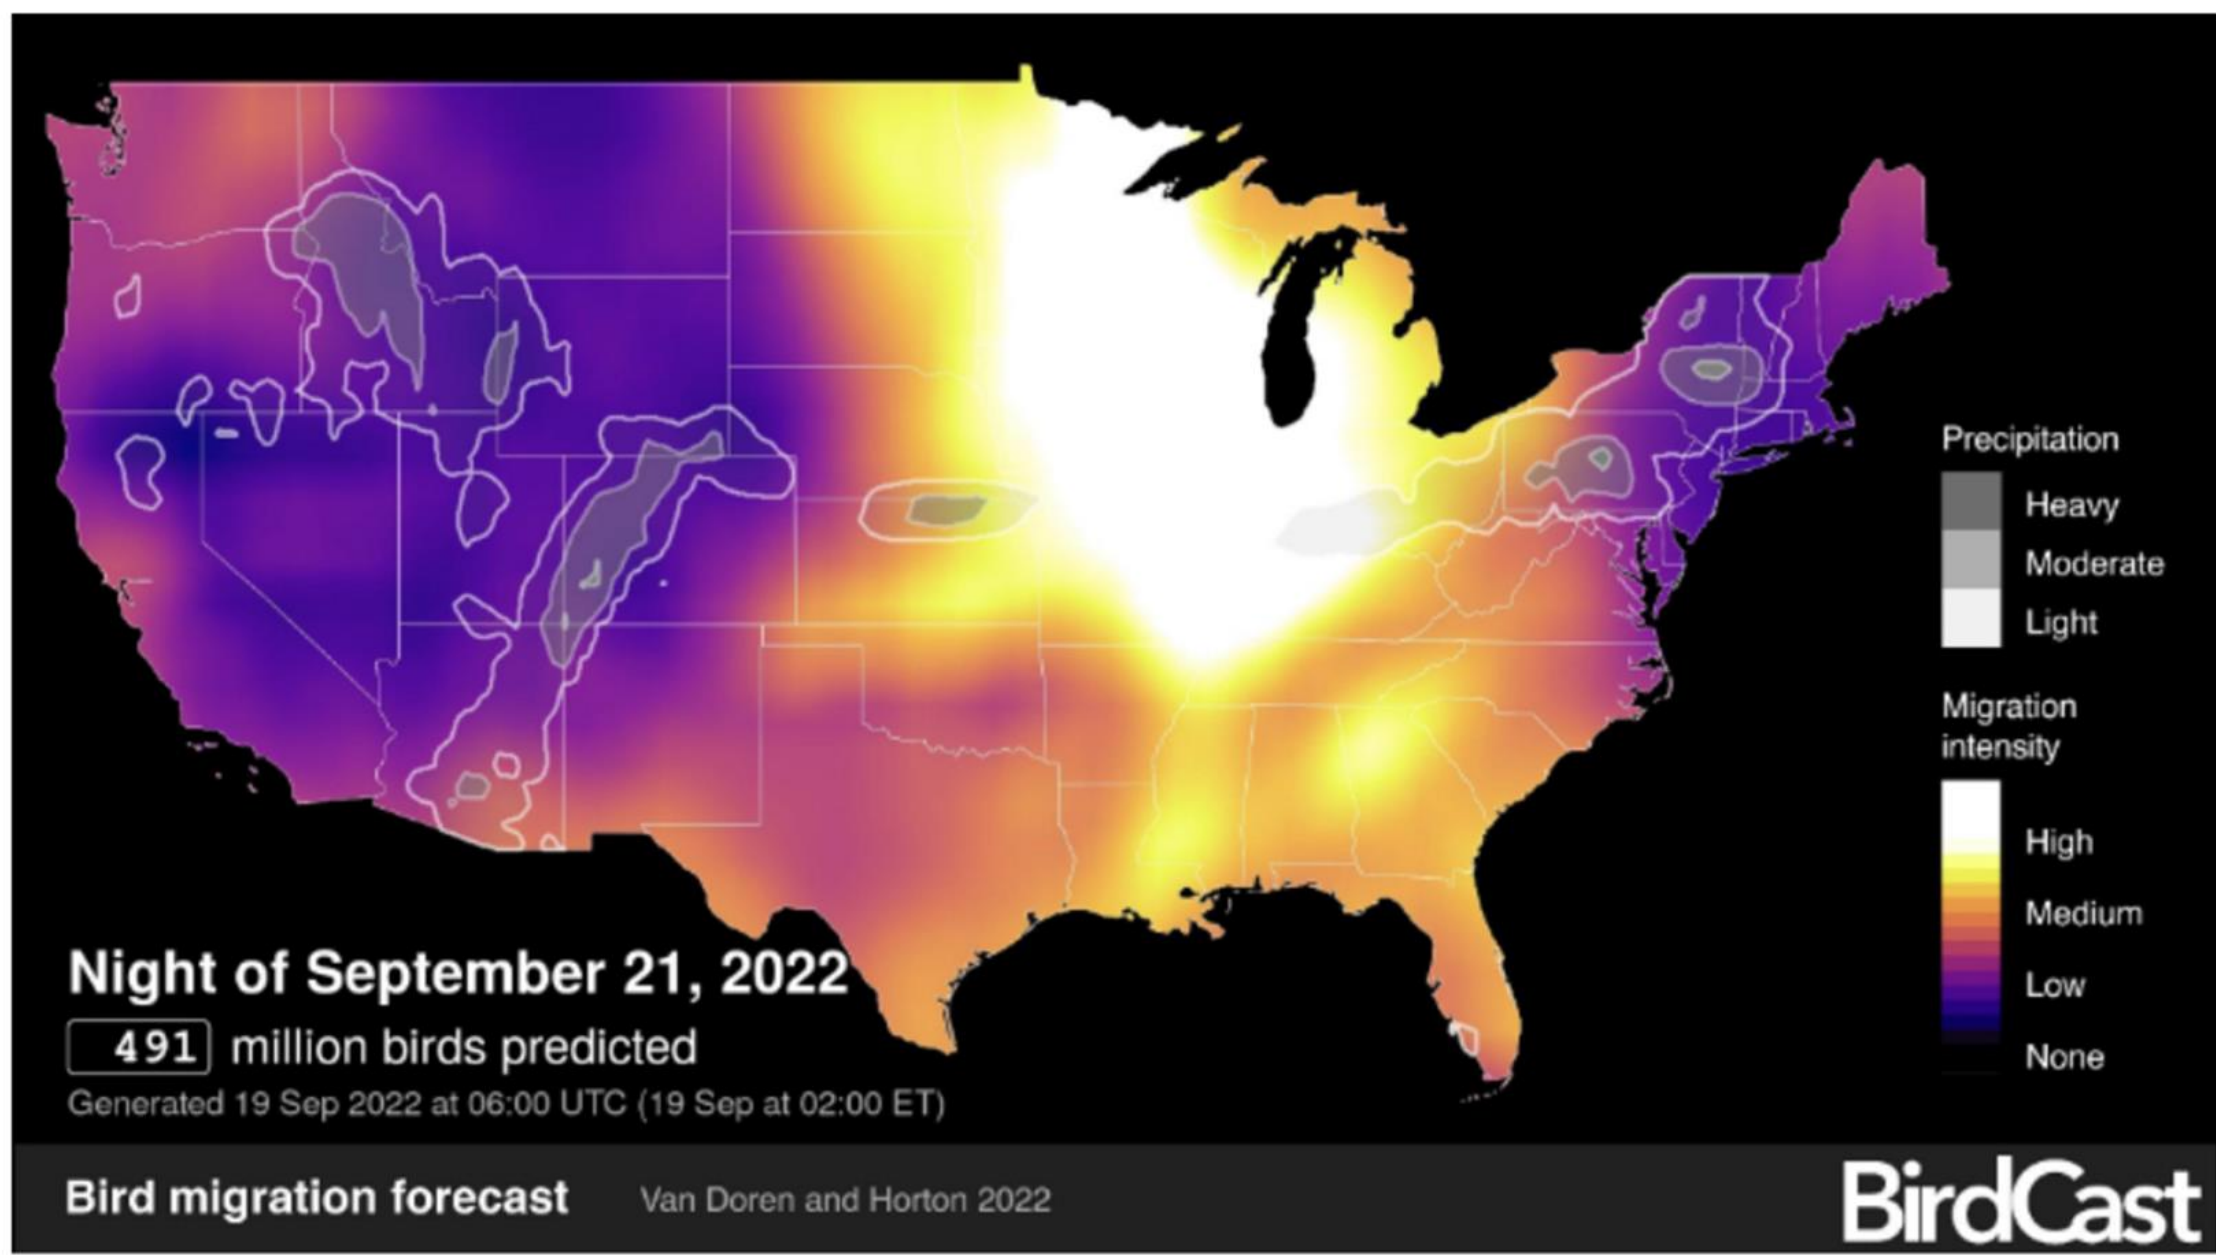 Precipitation
Heavy
Moderate
Light
Migration
intensity
High
Medium
Low
None
Night of September 21, 2022
491 million birds predicted
Generated 19 Sep 2022 at 06:00 UTC (19 Sep at 02:00 ET)
Bird migration forecast Van Doren and Horton 2022 BirdCast